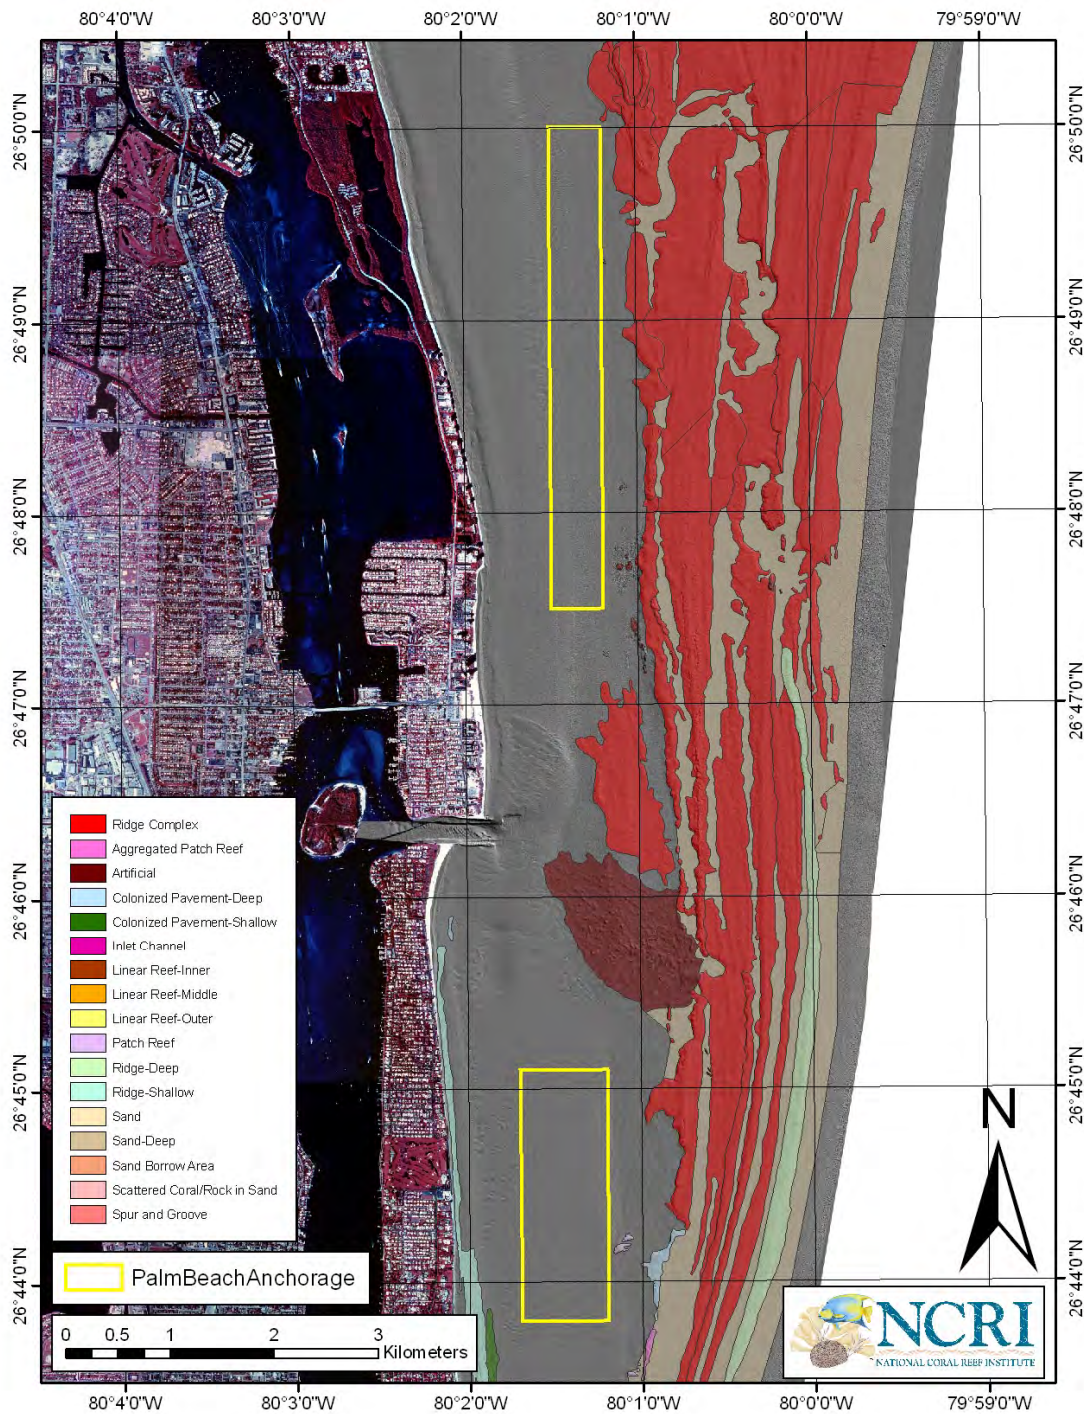 80°4'0"W 80°3'0"W 80°2'0"W 80°1'0"W 80°0'0"W 79°59'0"W
26°50'0"N 26°50'0"N
26°49'0"N 26°49'0"N
26°48'0"N 26°48'0"N
26°47'0"N 26°47'0"N
26°46'0"N 26°46'0"N
26°45'0"N 26°45'0"N
26°44'0"N 26°44'0"N
Ridge Complex
Aggregated Patch Reef
Artificial
Colonized Pavement-Deep
Colonized Pavement-Shallow
Inlet Channel
Linear Reef-Inner
Linear Reef-Middle
Linear Reef-Outer
Patch Reef
Ridge-Deep
Ridge-Shallow
Sand
Sand-Deep
Sand Borrow Area
Scattered Coral/Rock in Sand
Spur and Groove
PalmBeachAnchorage
0 0.5 1 2 3
Kilometers
N
NCRI
NATIONAL CORAL REEF INSTITUTE
80°4'0"W 80°3'0"W 80°2'0"W 80°1'0"W 80°0'0"W 79°59'0"W